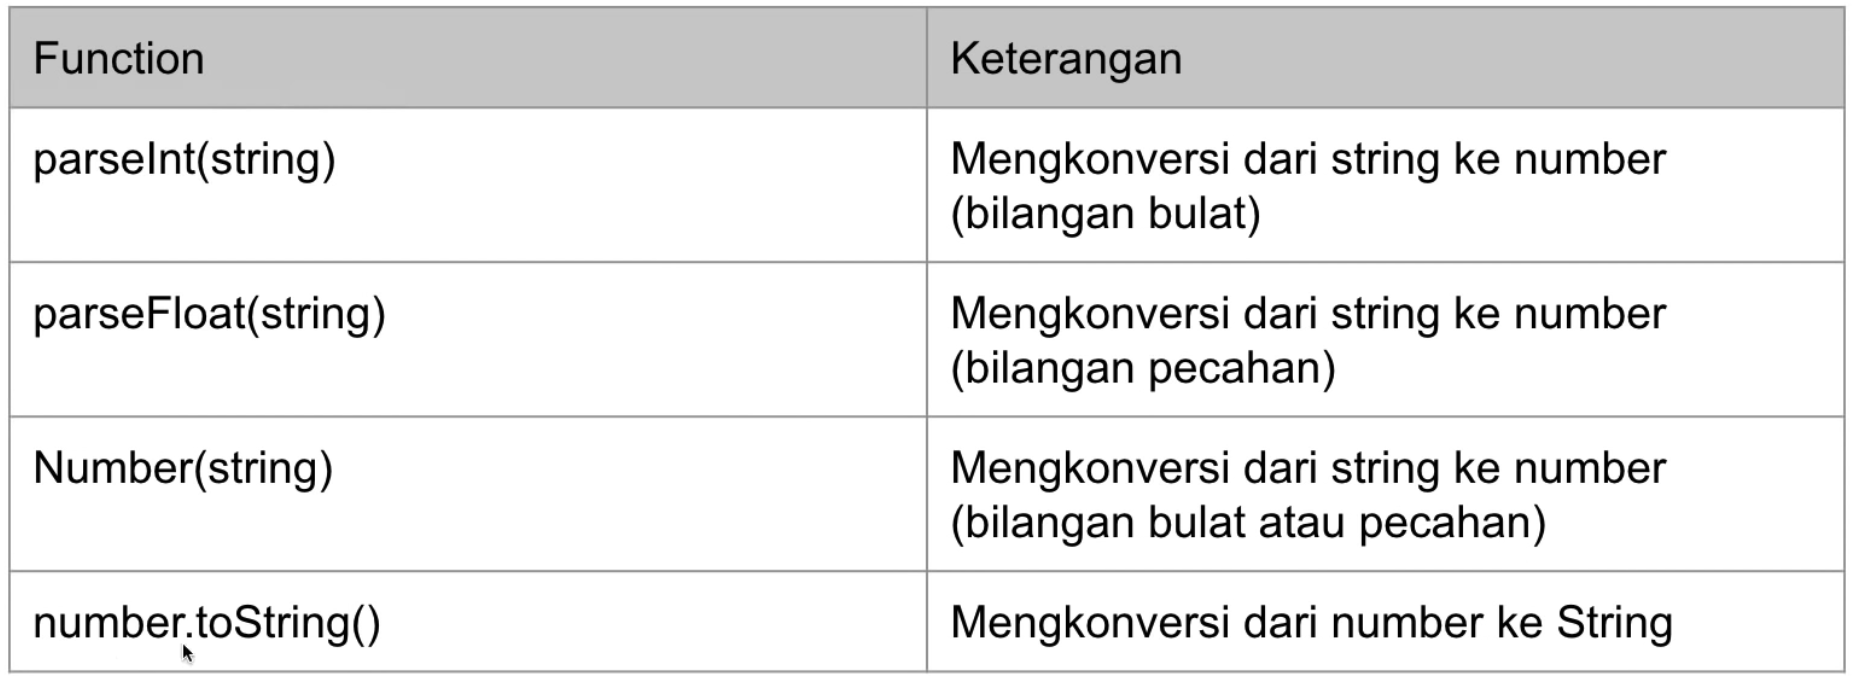 Function
Keterangan
parseInt(string)
Mengkonversi dari string ke number
(bilangan bulat)
parseFloat(string)
Mengkonversi dari string ke number
(bilangan pecahan)
Number(string)
Mengkonversi dari string ke number
(bilangan bulat atau pecahan)
number.toString()
Mengkonversi dari number ke String